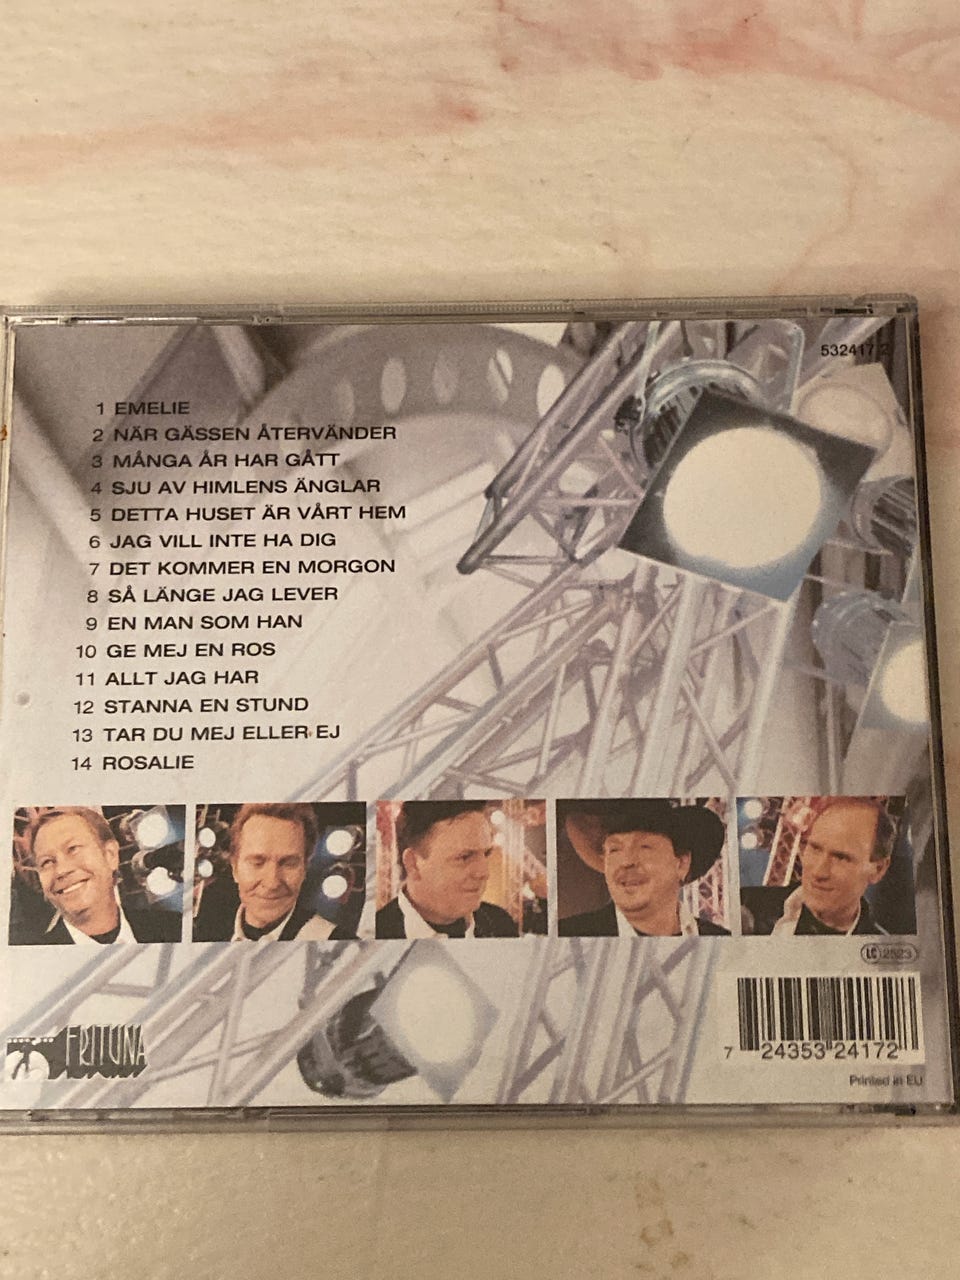 532417 2
1 EMELIE
2 NÄR GÄSSEN ÅTERVÄNDER
3 MÅNGA ÅR HAR GÅTT
4 SJU AV HIMLENS ÄNGLAR
5 DETTA HUSET ÄR VÅRT HEM
6 JAG VILL INTE HA DIG
7 DET KOMMER EN MORGON
8 SÅ LÄNGE JAG LEVER
9 EN MAN SOM HAN
10 GE MEJ EN ROS
11 ALLT JAG HAR
12 STANNA EN STUND
13 TAR DU MEJ ELLER EJ
14 ROSALIE
LC 2523
FRITUNA
7 24353 24172
Printed in EU